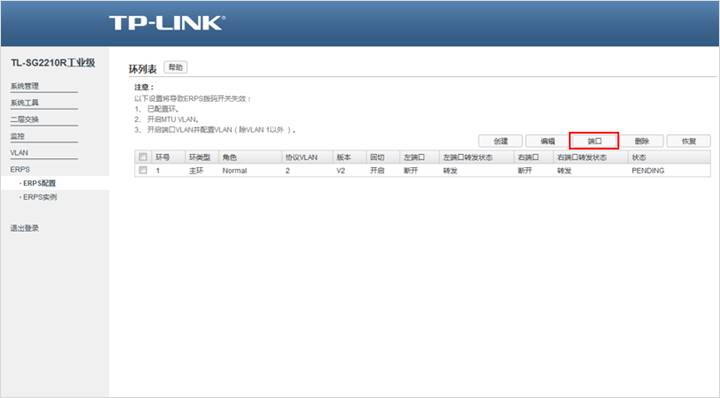 TP-LINK®
TL-SG2210R工业级
系统管理
系统工具
二层交换
监控
VLAN
ERPS
· ERPS配置
· ERPS实例
退出登录
环列表 帮助
注意：
以下设置将导致ERPS拨码开关失效：
1、 已配置环。
2、 开启MTU VLAN。
3、 开启端口VLAN并配置VLAN（除VLAN 1以外 ）。
创建 编辑 端口 删除 恢复
环号 环类型 角色 协议VLAN 版本 回切 左端口 左端口转发状态 右端口 右端口转发状态 状态
1 主环 Normal 2 V2 开启 断开 转发 断开 转发 PENDING